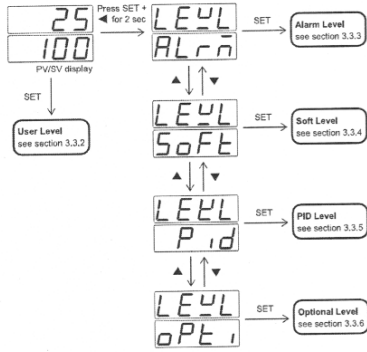 25
100
PV/SV display
Press SET +
◄ for 2 sec
LEVL
ALrm
SET
Alarm Level
see section 3.3.3
SET
User Level
see section 3.3.2
▲ ▼
LEVL
SoFt
SET
Soft Level
see section 3.3.4
▲ ▼
LEVL
Pid
SET
PID Level
see section 3.3.5
▲ ▼
LEVL
oPti
SET
Optional Level
see section 3.3.6